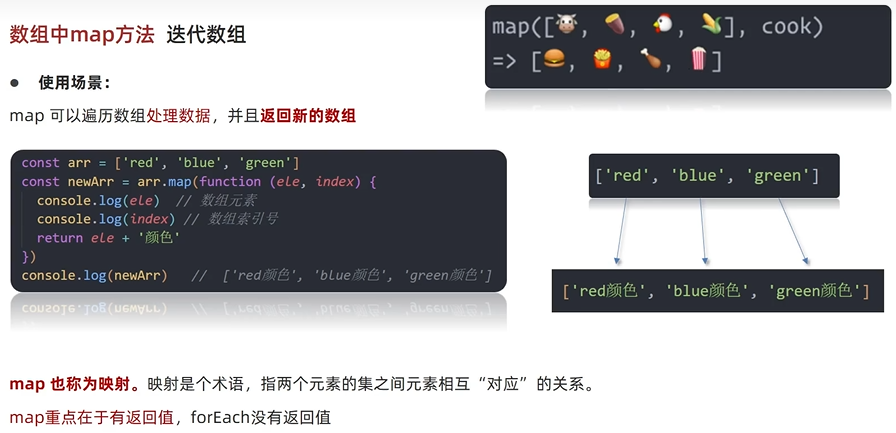 数组中map方法 迭代数组
map([🐮, 🍠, 🐔, 🌽], cook)
=> [🍔, 🍟, 🍗, 🍿]
● 使用场景：
map 可以遍历数组处理数据，并且返回新的数组
const arr = ['red', 'blue', 'green']
const newArr = arr.map(function (ele, index) {
console.log(ele) // 数组元素
console.log(index) // 数组索引号
return ele + '颜色'
})
console.log(newArr) // ['red颜色', 'blue颜色', 'green颜色']
['red', 'blue', 'green']
['red颜色', 'blue颜色', 'green颜色']
map 也称为映射。映射是个术语，指两个元素的集之间元素相互“对应”的关系。
map重点在于有返回值，forEach没有返回值